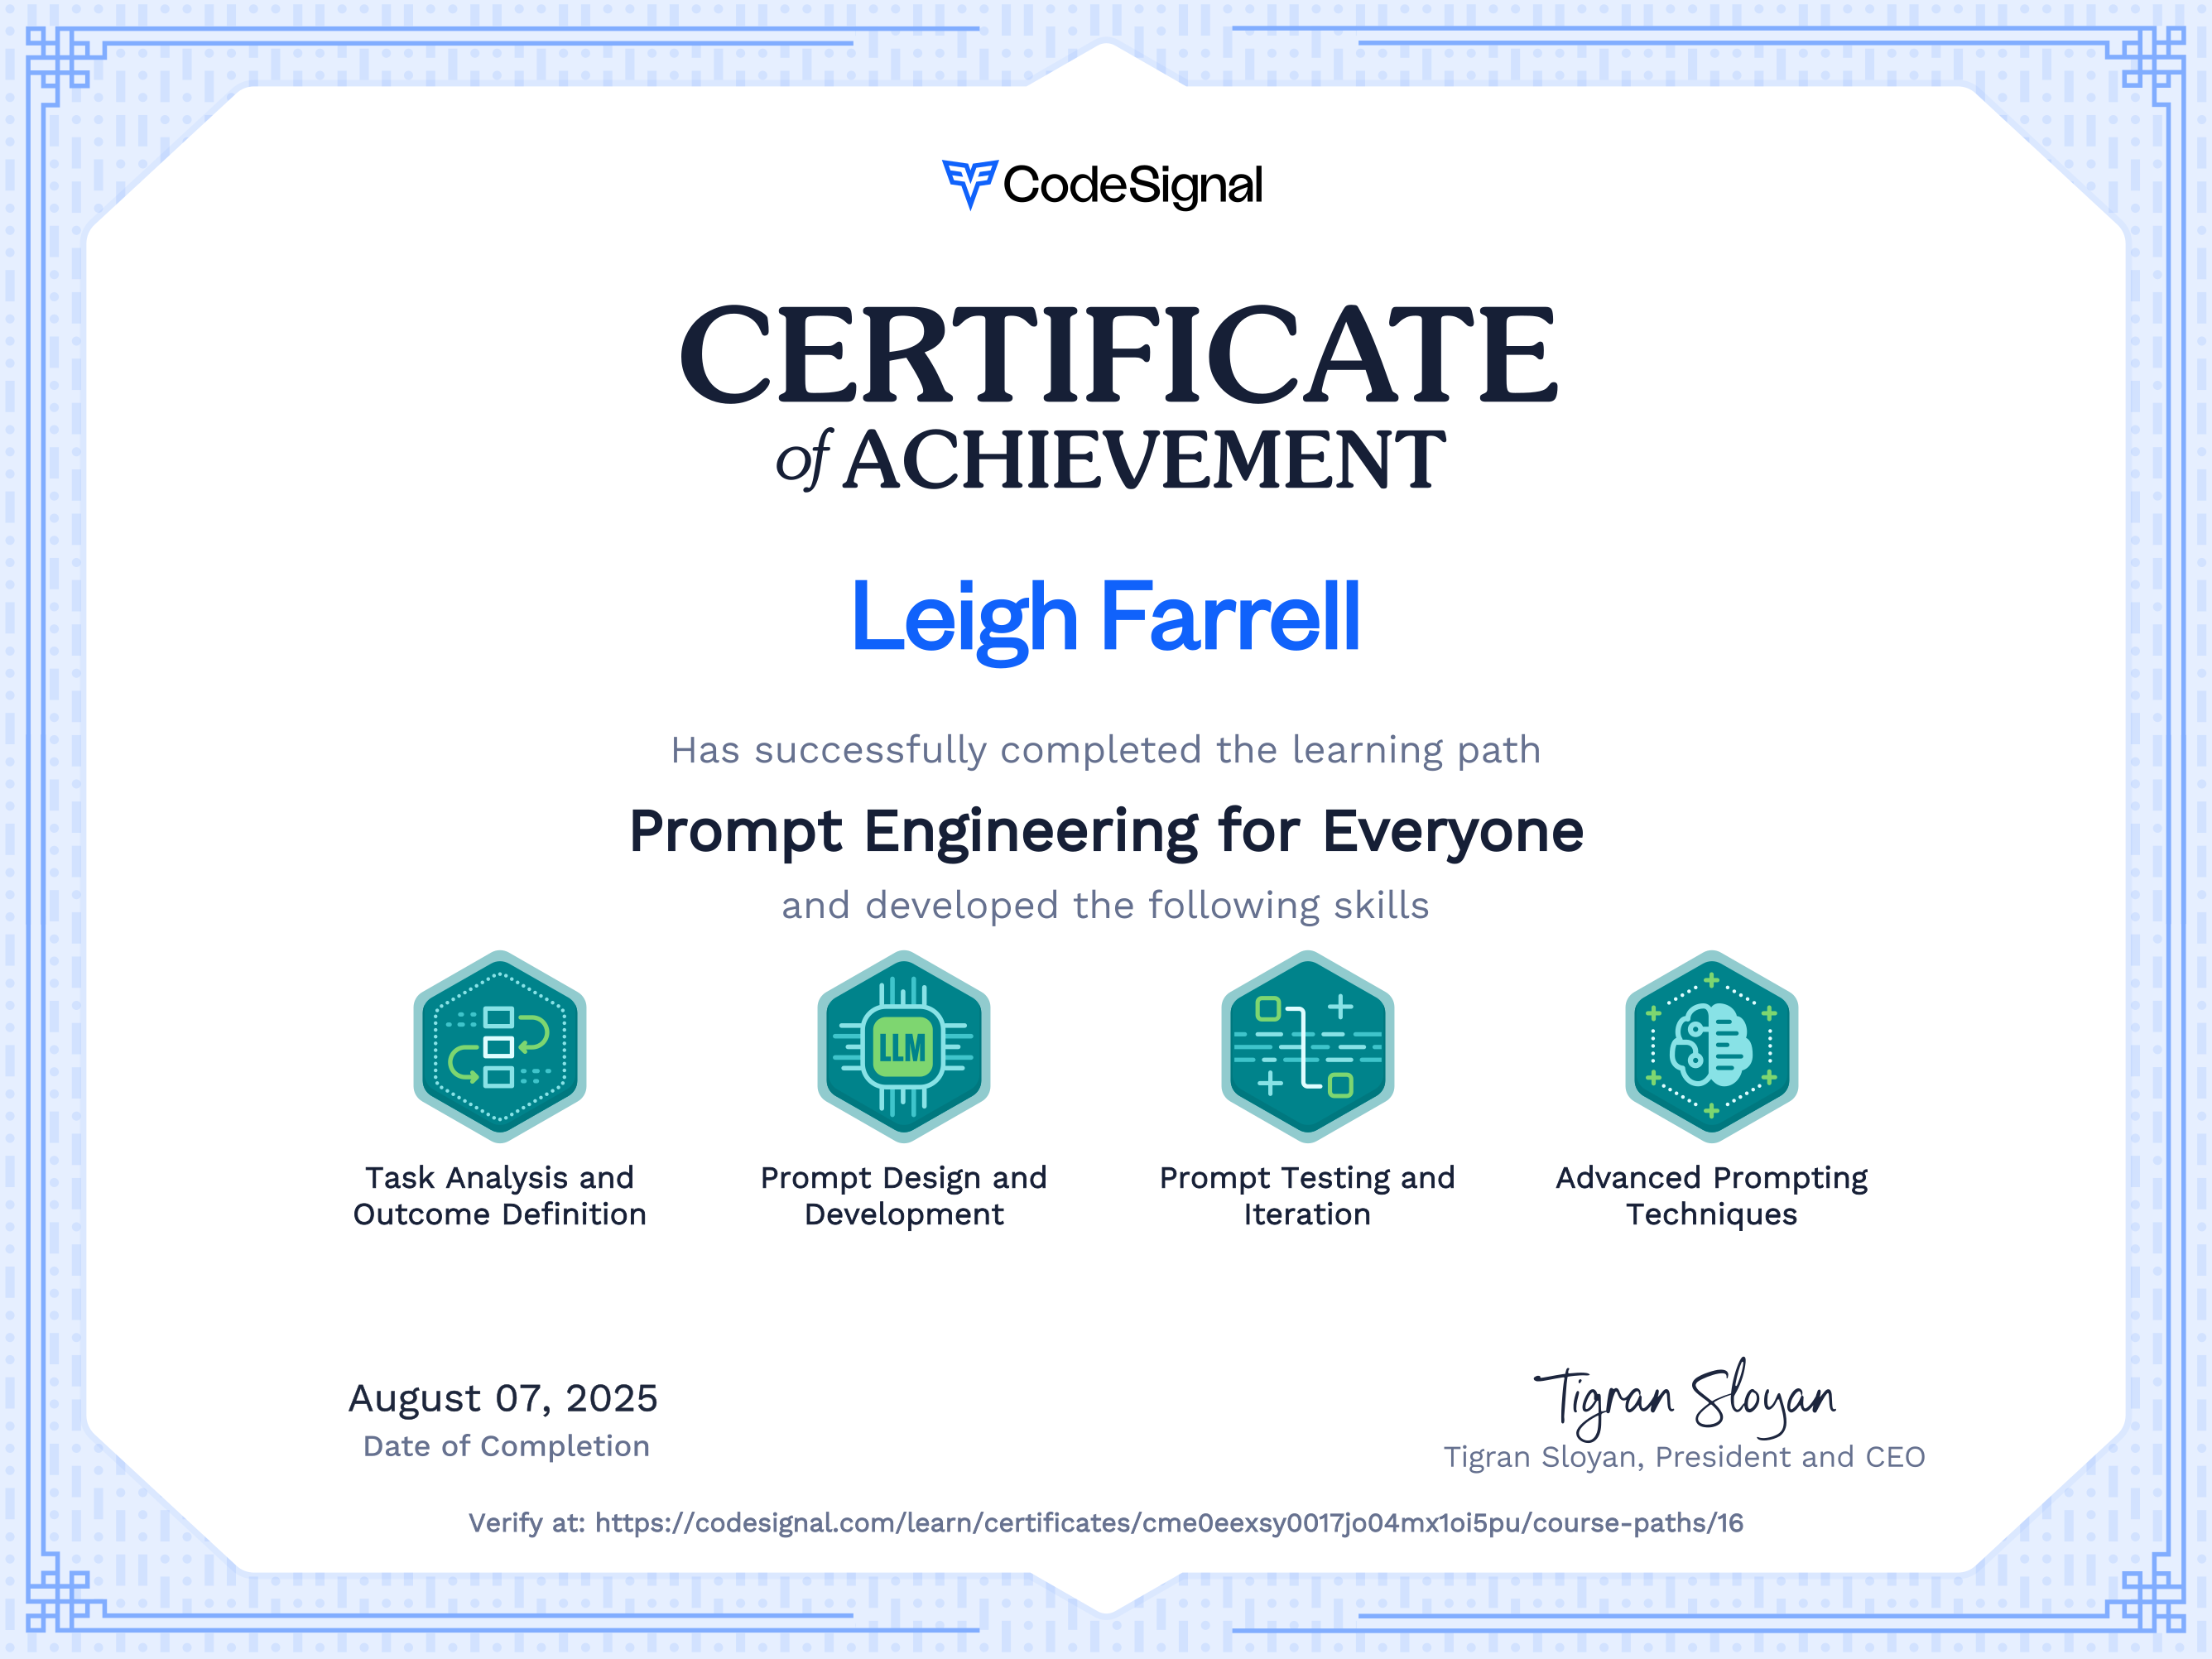 CodeSignal
CERTIFICATE
of ACHIEVEMENT
Leigh Farrell
Has successfully completed the learning path
Prompt Engineering for Everyone
and developed the following skills
LLM
Task Analysis and
Outcome Definition
Prompt Design and
Development
Prompt Testing and
Iteration
Advanced Prompting
Techniques
August 07, 2025
Date of Completion
Tigran Sloyan
Tigran Sloyan, President and CEO
Verify at: https://codesignal.com/learn/certificates/cme0eexsy0017jo04mx1oi5pu/course-paths/16